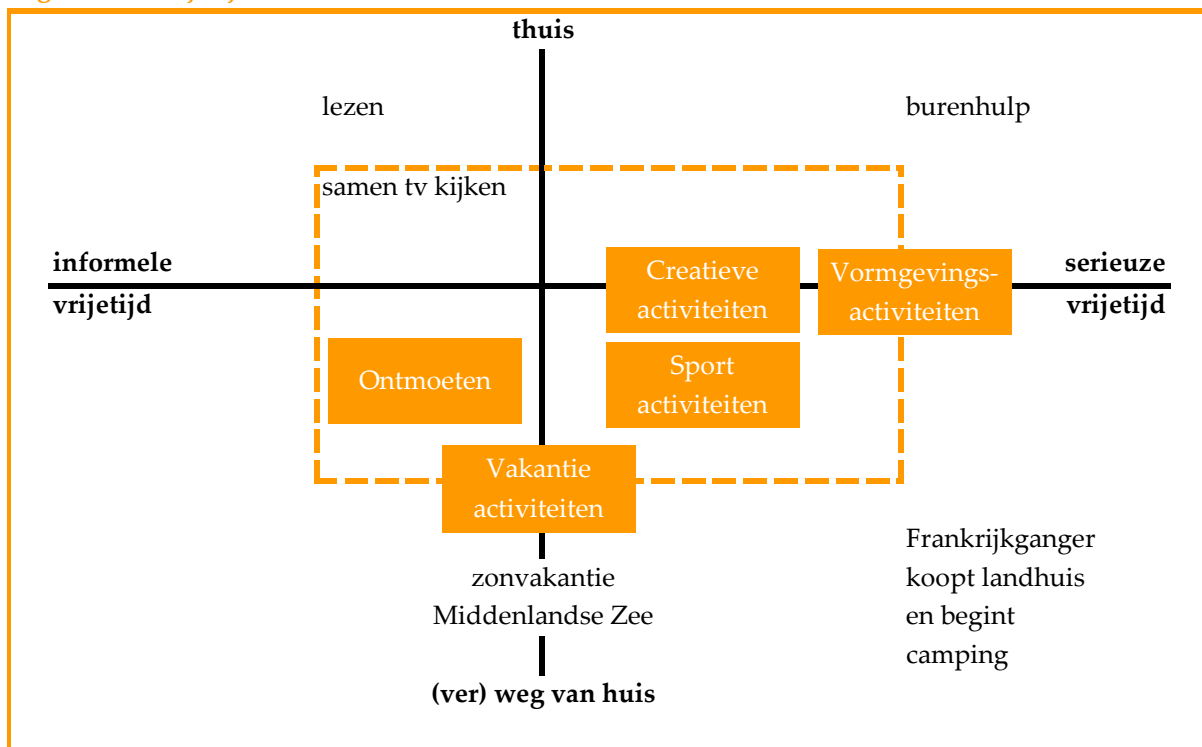 thuis
lezen
burenhulp
samen tv kijken
informele
vrijetijd
Creatieve
activiteiten
Vormgevings-
activiteiten
serieuze
vrijetijd
Ontmoeten
Sport
activiteiten
Vakantie
activiteiten
zonvakantie
Middenlandse Zee
Frankrijkganger
koopt landhuis
en begint
camping
(ver) weg van huis